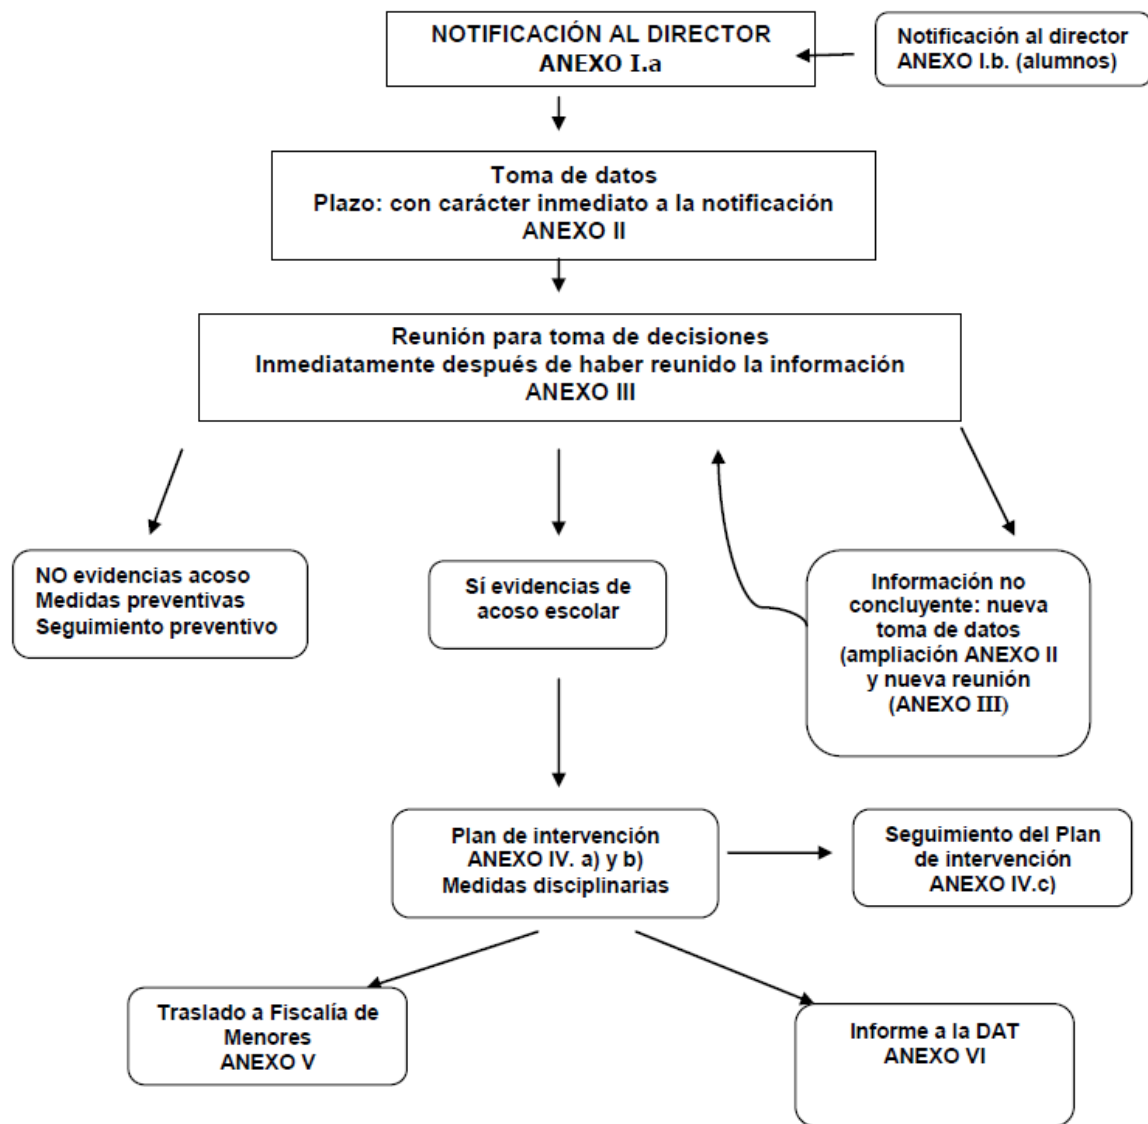 NOTIFICACIÓN AL DIRECTOR
ANEXO I.a
Notificación al director
ANEXO I.b. (alumnos)
Toma de datos
Plazo: con carácter inmediato a la notificación
ANEXO II
Reunión para toma de decisiones
Inmediatamente después de haber reunido la información
ANEXO III
NO evidencias acoso
Medidas preventivas
Seguimiento preventivo
Sí evidencias de
acoso escolar
Información no
concluyente: nueva
toma de datos
(ampliación ANEXO II
y nueva reunión
(ANEXO III)
Plan de intervención
ANEXO IV. a) y b)
Medidas disciplinarias
Seguimiento del Plan
de intervención
ANEXO IV.c)
Traslado a Fiscalía de
Menores
ANEXO V
Informe a la DAT
ANEXO VI